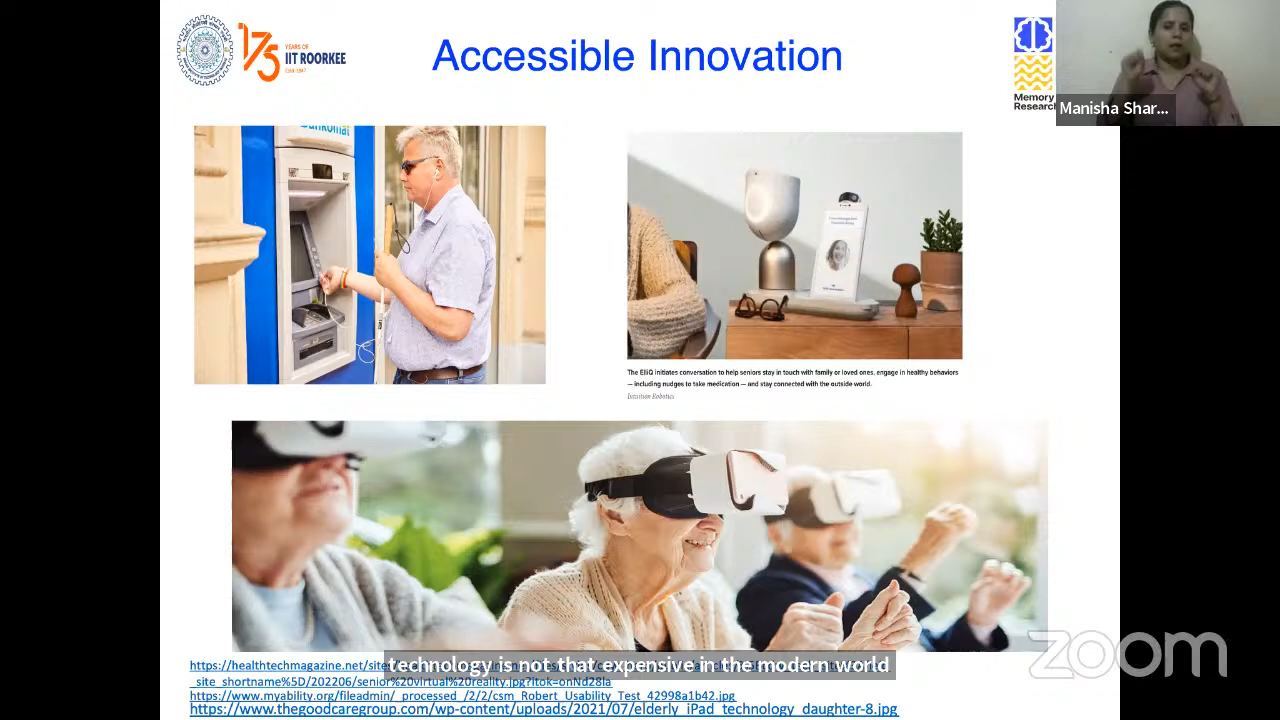 175
YEARS OF
IIT ROORKEE
Estd. 1847
Accessible Innovation
Memory
Research
Manisha Shar...
The ElliQ initiates conversation to help seniors stay in touch with family or loved ones, engage in healthy behaviors
— including nudges to take medication — and stay connected with the outside world.
Intuition Robotics
https://healthtechmagazine.net/site
technology is not that expensive in the modern world
_site_shortname%5D/202206/senior%20virtual%20reality.jpg?itok=onNd28la
https://www.myability.org/fileadmin/_processed_/2/2/csm_Robert_Usability_Test_42998a1b42.jpg
https://www.thegoodcaregroup.com/wp-content/uploads/2021/07/elderly_iPad_technology_daughter-8.jpg
zoom